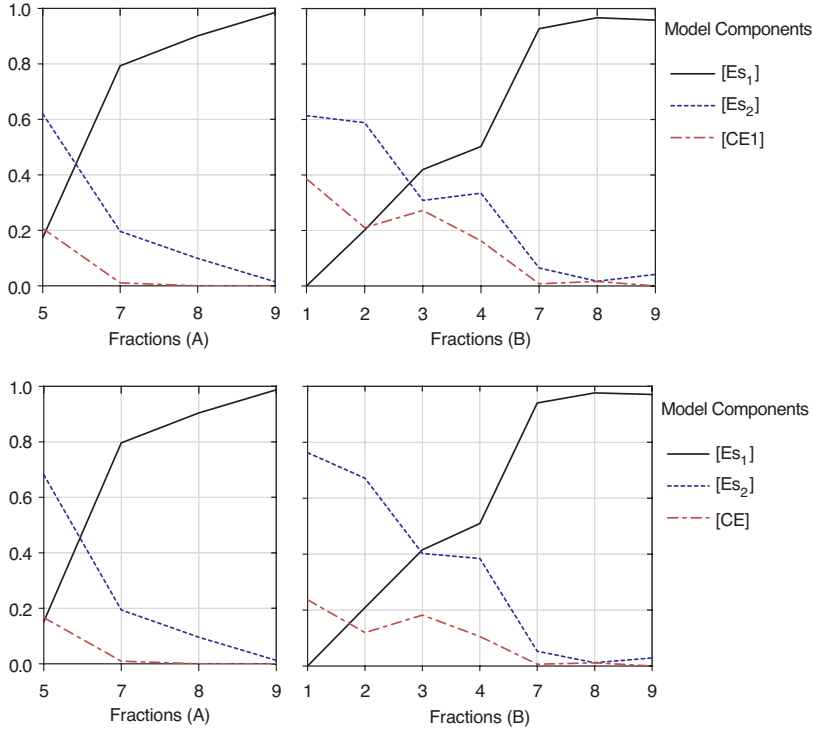 1.0
0.8
0.6
0.4
0.2
0.0
5 7 8 9
Fractions (A)
1 2 3 4 7 8 9
Fractions (B)
Model Components
[Es1]
[Es2]
[CE1]
1.0
0.8
0.6
0.4
0.2
0.0
5 7 8 9
Fractions (A)
1 2 3 4 7 8 9
Fractions (B)
Model Components
[Es1]
[Es2]
[CE]